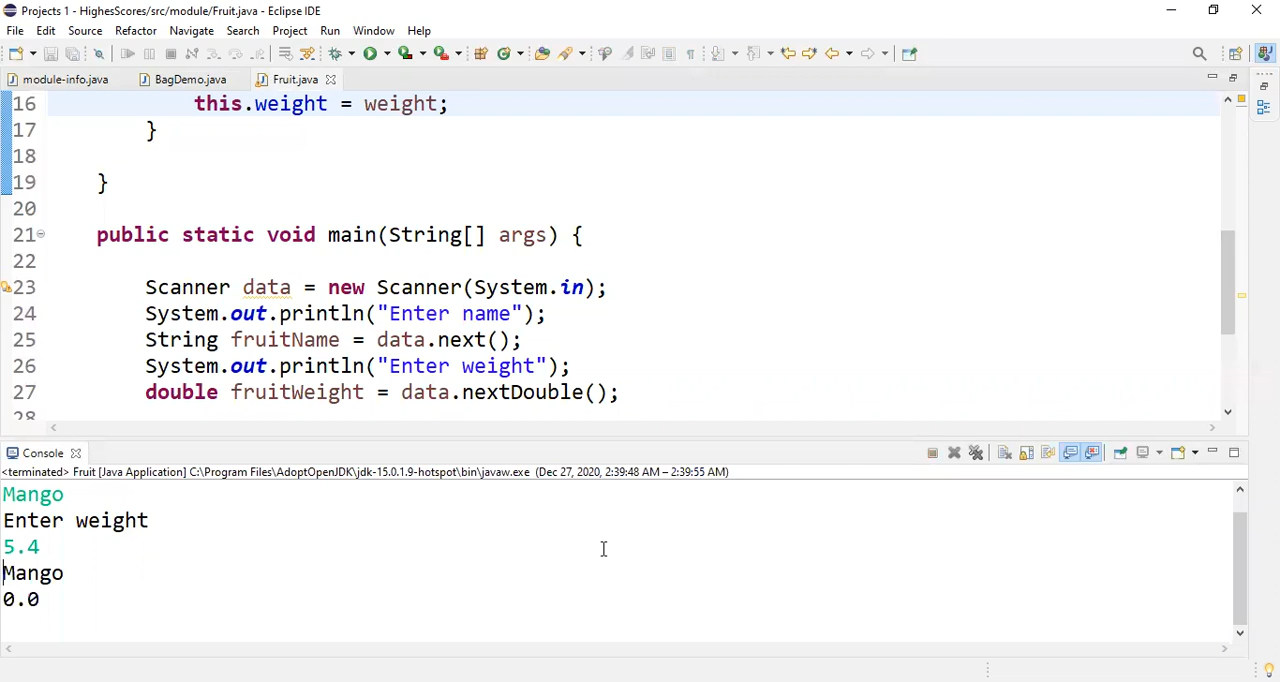 Projects 1 - HighesScores/src/module/Fruit.java - Eclipse IDE
File Edit Source Refactor Navigate Search Project Run Window Help
module-info.java BagDemo.java Fruit.java
16 this.weight = weight;
17 }
18
19 }
20
21 public static void main(String[] args) {
22
23 Scanner data = new Scanner(System.in);
24 System.out.println("Enter name");
25 String fruitName = data.next();
26 System.out.println("Enter weight");
27 double fruitWeight = data.nextDouble();
28
Console
<terminated> Fruit [Java Application] C:\Program Files\AdoptOpenJDK\jdk-15.0.1.9-hotspot\bin\javaw.exe (Dec 27, 2020, 2:39:48 AM – 2:39:55 AM)
Mango
Enter weight
5.4
Mango
0.0